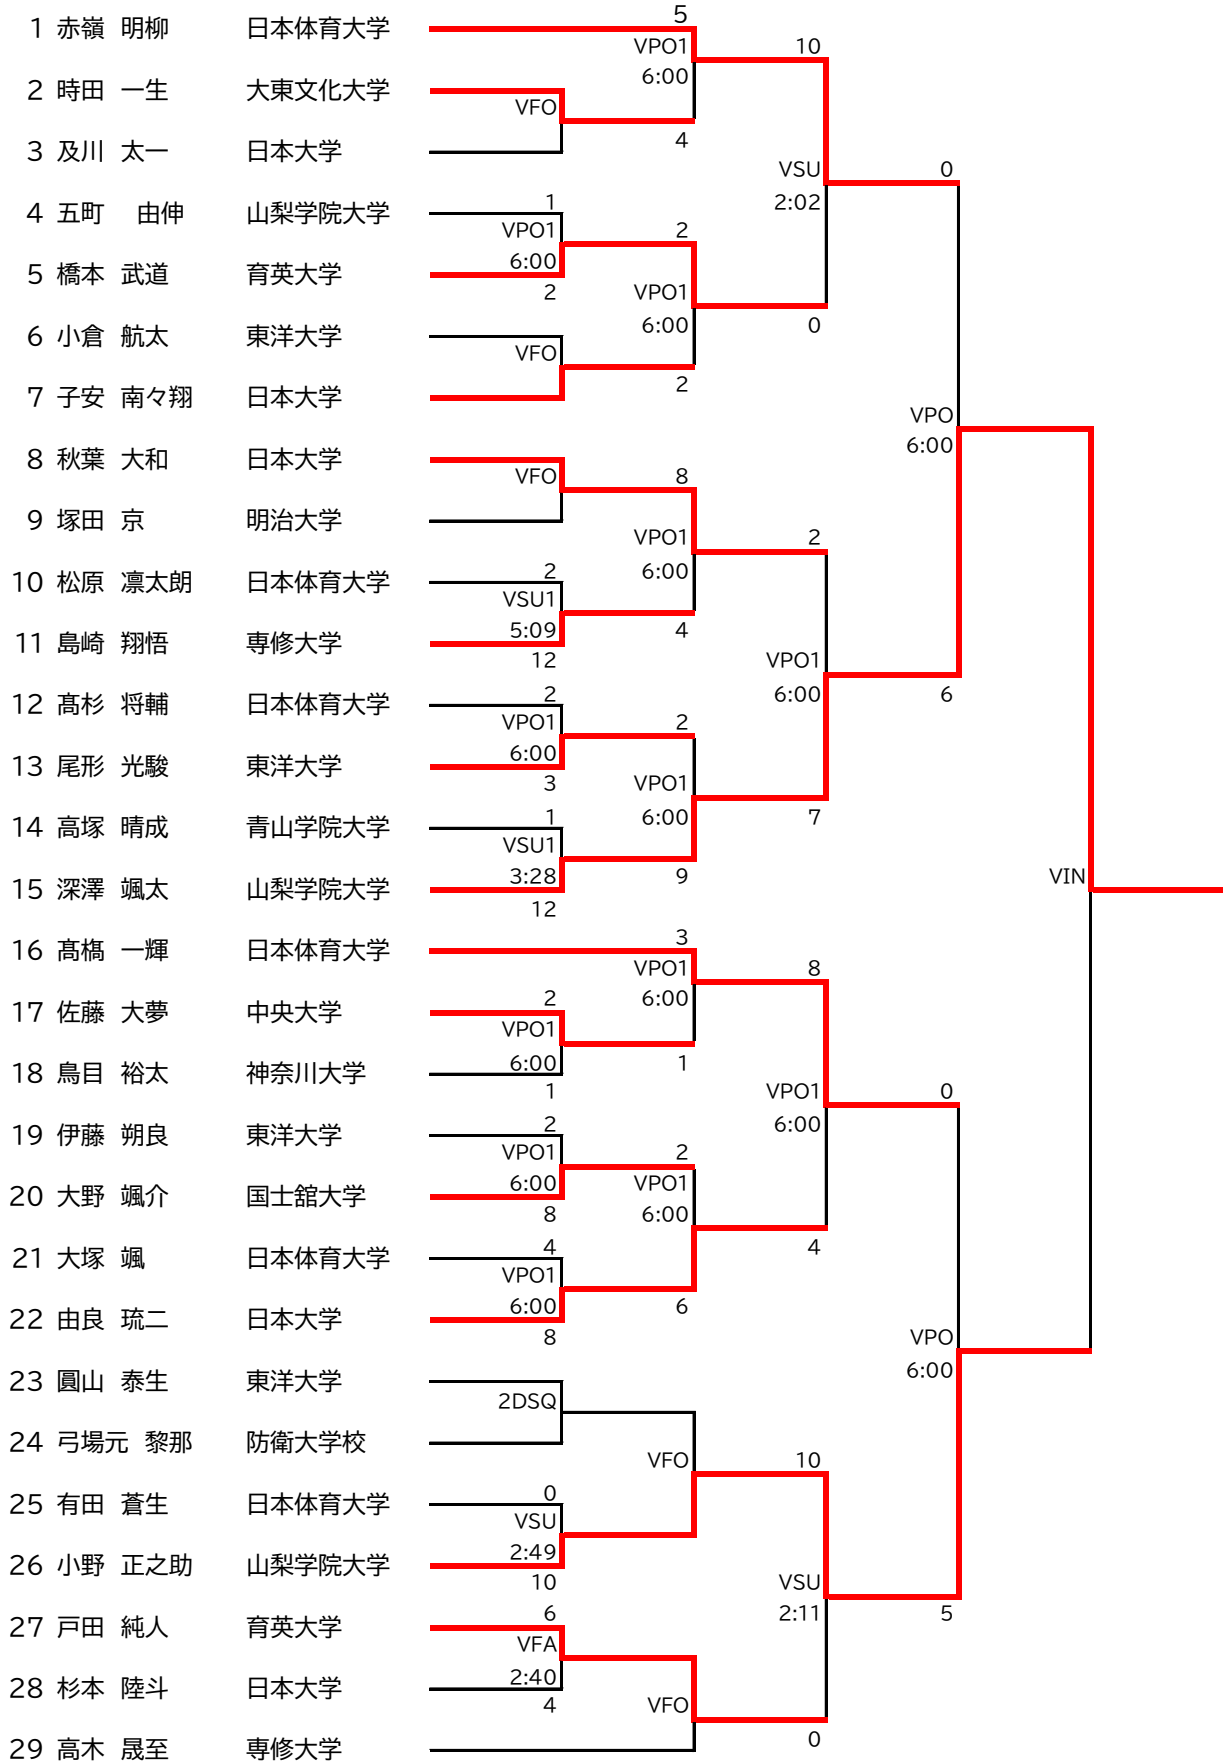 1 赤嶺 明柳 日本体育大学
2 時田 一生 大東文化大学
3 及川 太一 日本大学
4 五町 由伸 山梨学院大学
5 橋本 武道 育英大学
6 小倉 航太 東洋大学
7 子安 南々翔 日本大学
8 秋葉 大和 日本大学
9 塚田 京 明治大学
10 松原 凛太朗 日本体育大学
11 島崎 翔悟 専修大学
12 髙杉 将輔 日本体育大学
13 尾形 光駿 東洋大学
14 高塚 晴成 青山学院大学
15 深澤 颯太 山梨学院大学
16 髙槗 一輝 日本体育大学
17 佐藤 大夢 中央大学
18 鳥目 裕太 神奈川大学
19 伊藤 朔良 東洋大学
20 大野 颯介 国士舘大学
21 大塚 颯 日本体育大学
22 由良 琉二 日本大学
23 圓山 泰生 東洋大学
24 弓場元 黎那 防衛大学校
25 有田 蒼生 日本体育大学
26 小野 正之助 山梨学院大学
27 戸田 純人 育英大学
28 杉本 陸斗 日本大学
29 高木 晟至 専修大学
VFO
1
VPO1
6:00
2
VFO
VFO
2
VSU1
5:09
12
2
VPO1
6:00
3
1
VSU1
3:28
12
2
VPO1
6:00
1
2
VPO1
6:00
8
4
VPO1
6:00
8
2DSQ
0
VSU
2:49
10
6
VFA
2:40
4
5
VPO1
6:00
4
2
VPO1
6:00
2
8
VPO1
6:00
4
2
VPO1
6:00
9
3
VPO1
6:00
1
2
VPO1
6:00
6
VFO
VFO
10
VSU
2:02
0
2
VPO1
6:00
7
8
VPO1
6:00
4
10
VSU
2:11
0
0
VPO
6:00
6
0
VPO
6:00
5
VIN